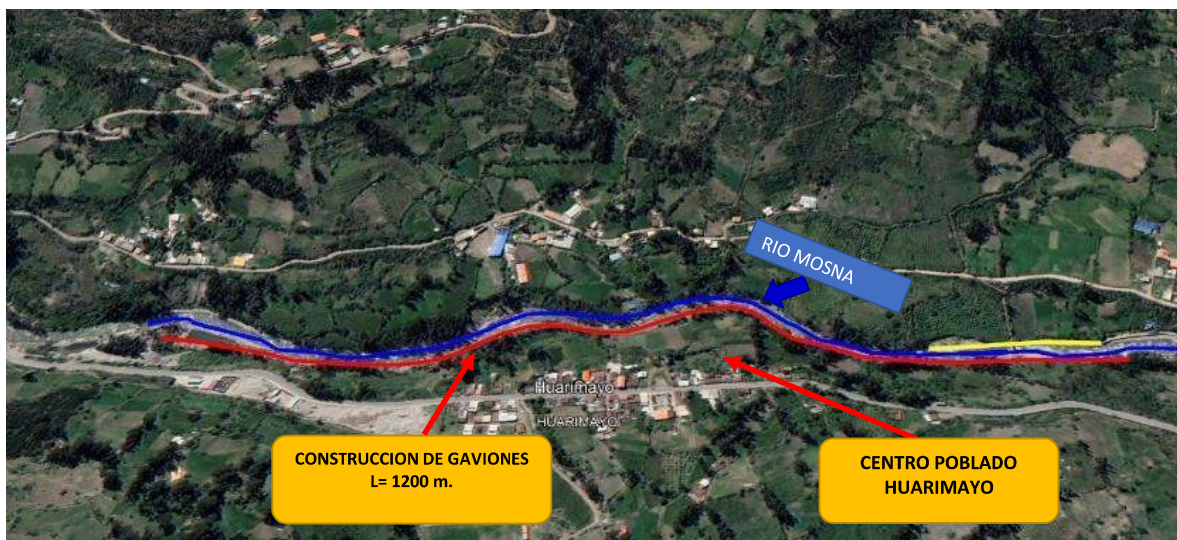 RIO MOSNA
Huarimayo
HUARIMAYO
CONSTRUCCION DE GAVIONES
L= 1200 m.
CENTRO POBLADO
HUARIMAYO